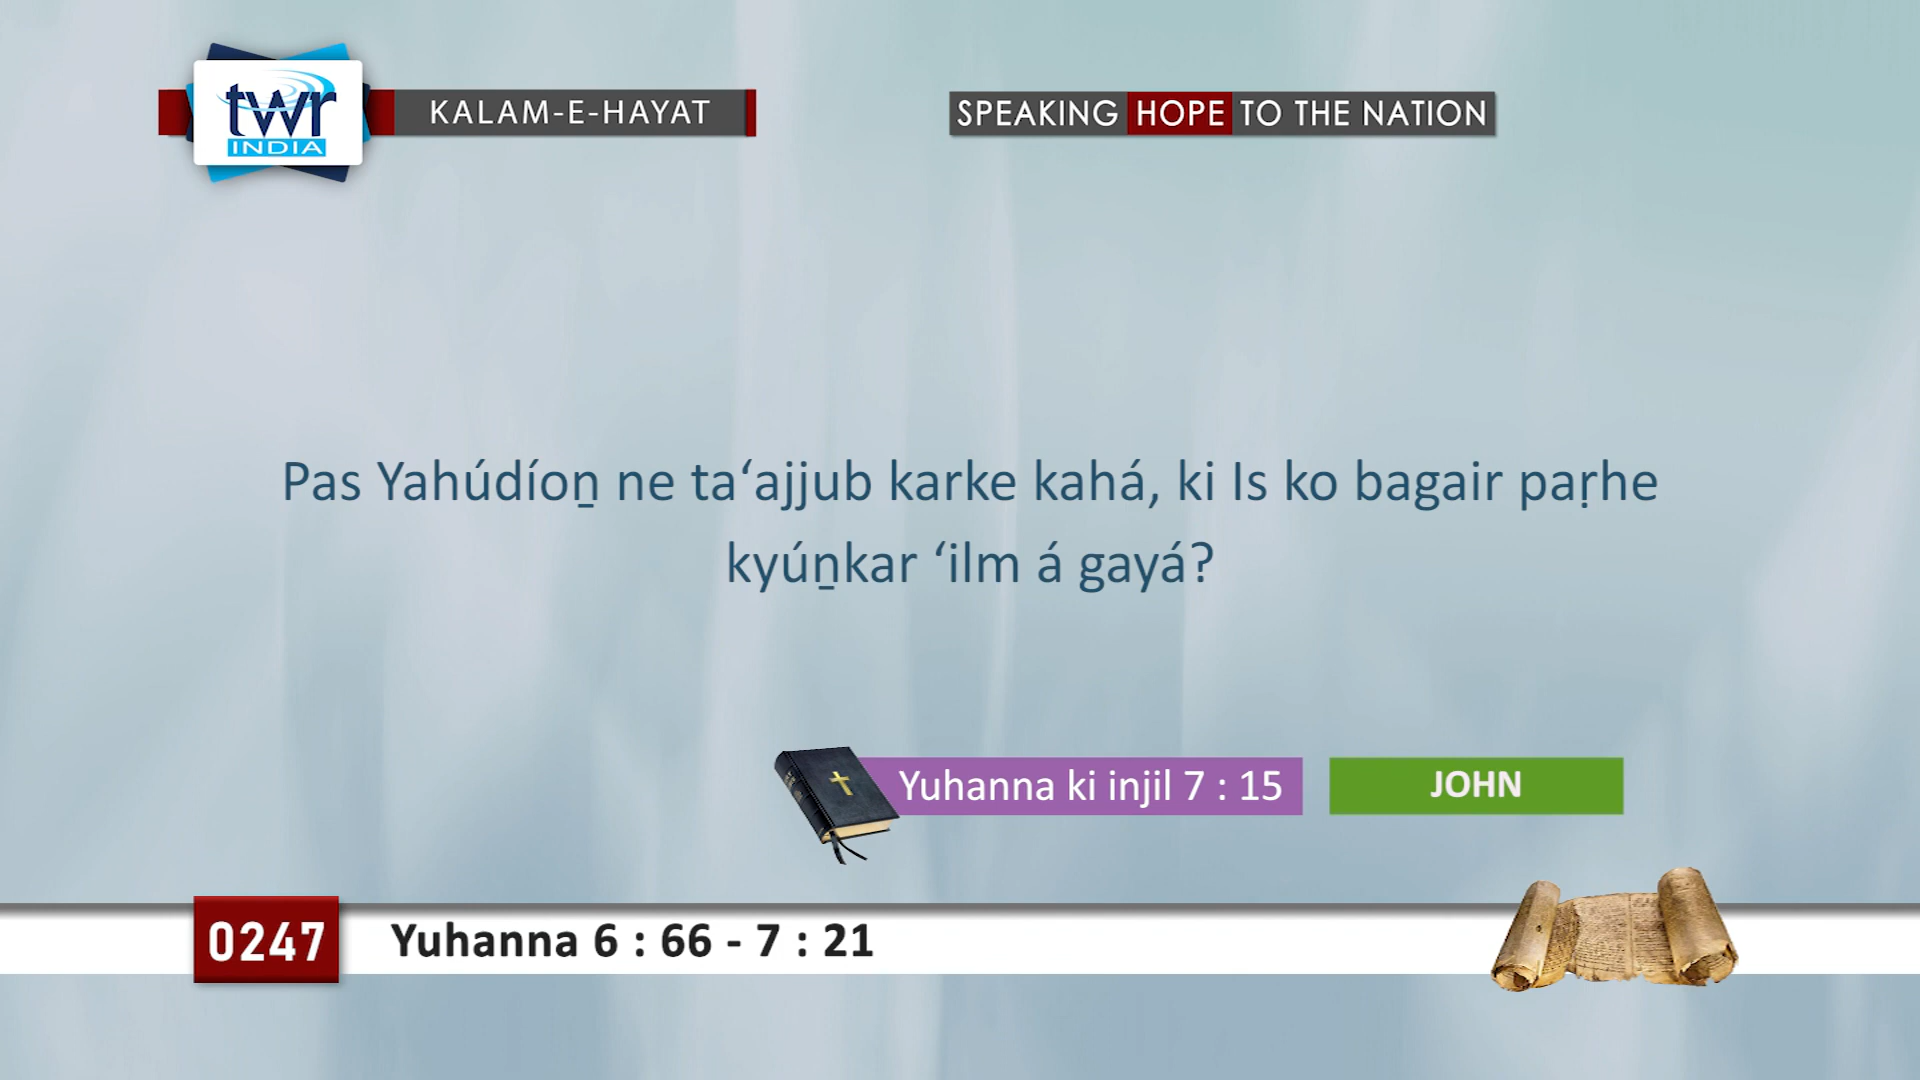 twr
INDIA
KALAM-E-HAYAT
SPEAKING HOPE TO THE NATION
Pas Yahúdíoṉ ne ta‘ajjub karke kahá, ki Is ko bagair paṛhe
kyúṉkar ‘ilm á gayá?
Yuhanna ki injil 7 : 15
JOHN
0247
Yuhanna 6 : 66 - 7 : 21